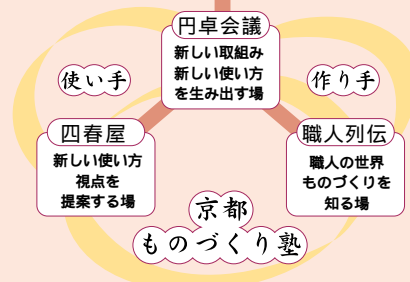 円卓会議
新しい取組み
新しい使い方
を生み出す場
使い手
作り手
四春屋
新しい使い方
視点を
提案する場
職人列伝
職人の世界
ものづくりを
知る場
京都
ものづくり塾